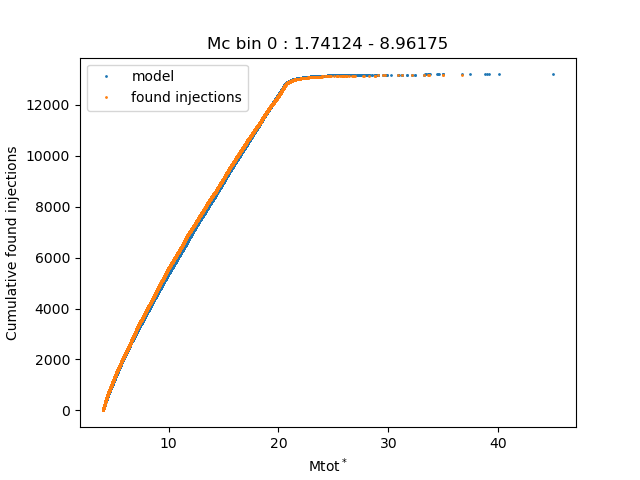 Mc bin 0 : 1.74124 - 8.96175
model
found injections
Cumulative found injections
12000
10000
8000
6000
4000
2000
0
10
20
30
40
Mtot*